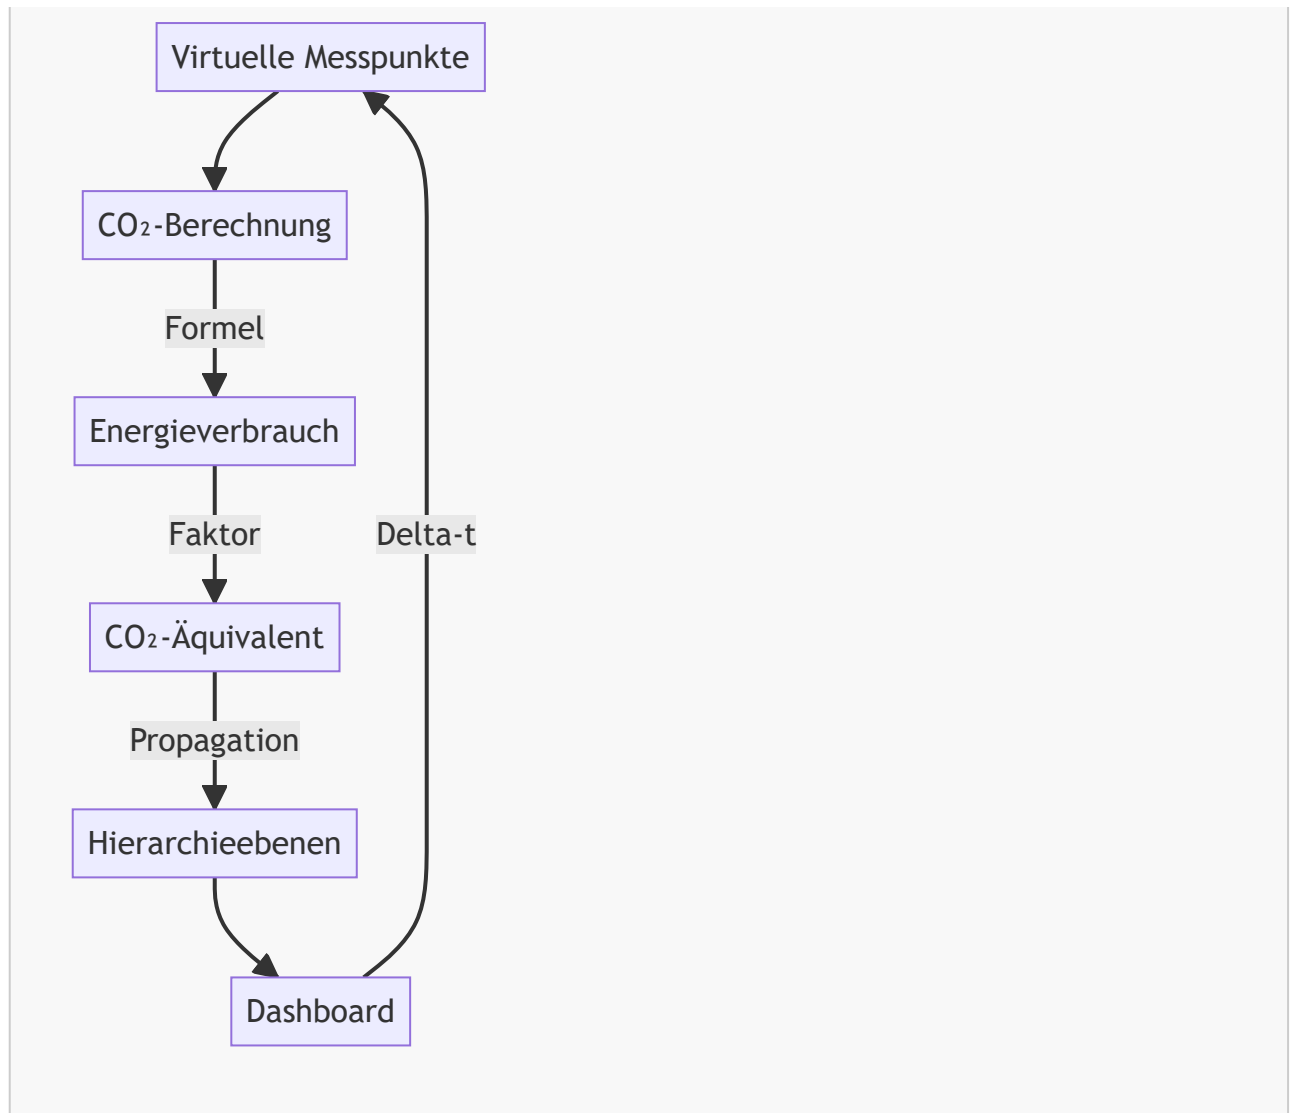 Virtuelle Messpunkte
CO₂-Berechnung
Formel
Energieverbrauch
Faktor
Delta-t
CO₂-Äquivalent
Propagation
Hierarchieebenen
Dashboard